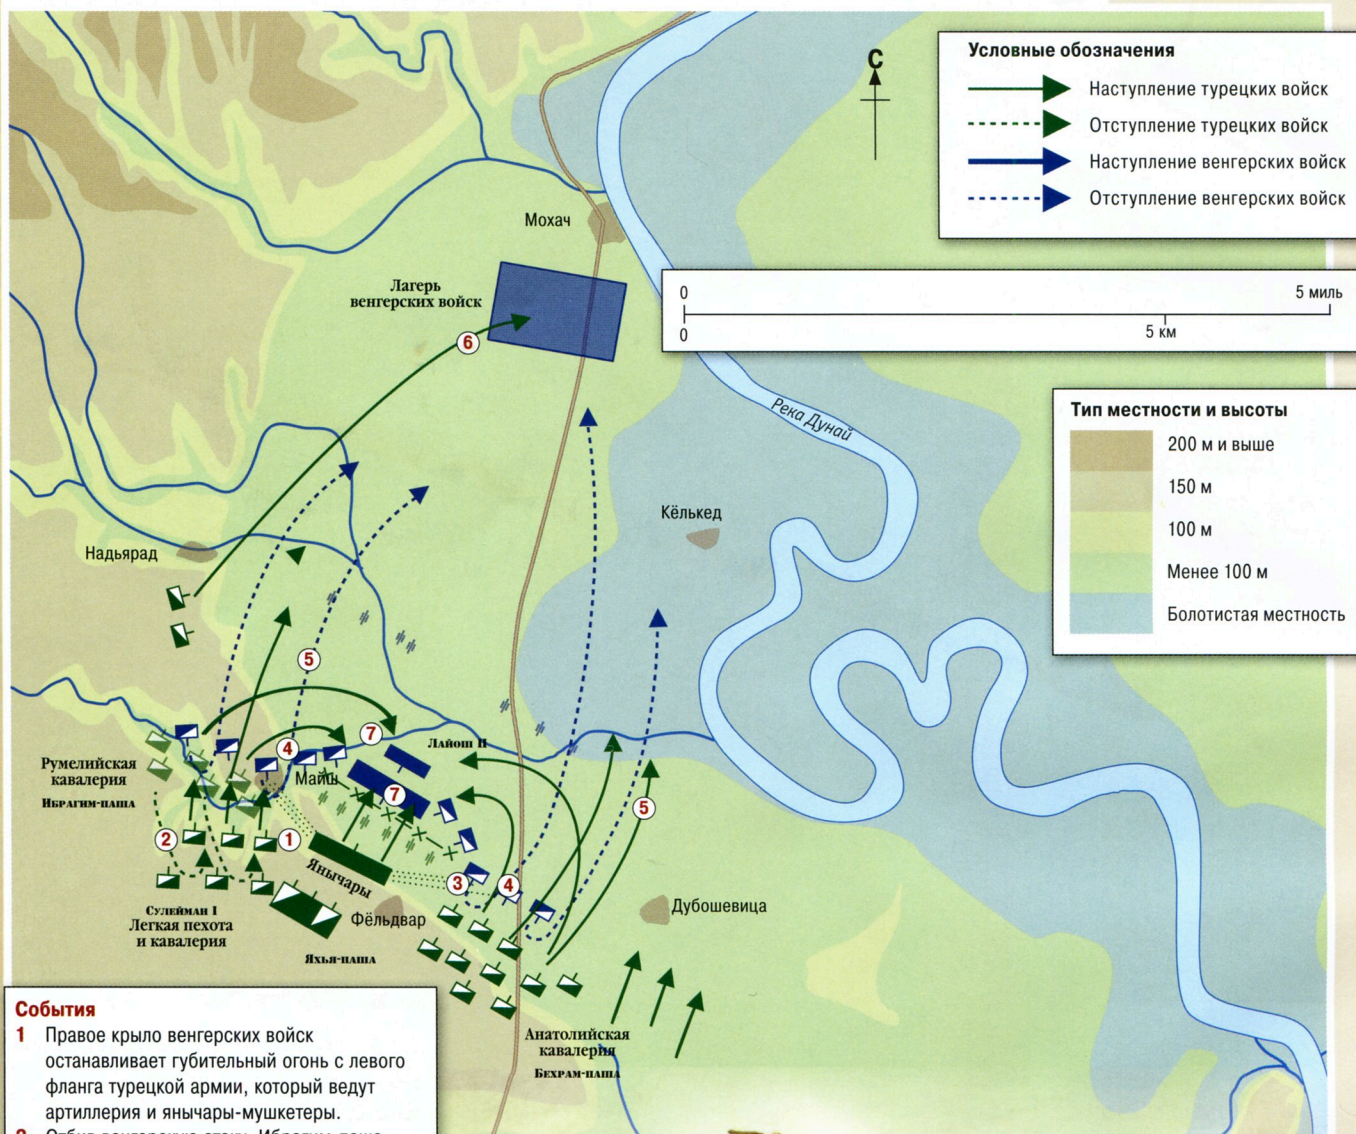 Условные обозначения
Наступление турецких войск
Отступление турецких войск
Наступление венгерских войск
Отступление венгерских войск
С
0
5 миль
0
5 км
Тип местности и высоты
200 м и выше
150 м
100 м
Менее 100 м
Болотистая местность
Мохач
Лагерь
венгерских войск
6
Река Дунай
Кёлькед
Надьярад
5
7
4
Лайош II
Майш
Румелийская
кавалерия
Ибрагим-паша
7
5
2
1
Янычары
3
4
Сулейман I
Легкая пехота
и кавалерия
Фёльдвар
Дубошевица
Яхья-паша
Анатолийская
кавалерия
Бехрам-паша
События
1 Правое крыло венгерских войск
останавливает губительный огонь с левого
фланга турецкой армии, который ведут
артиллерия и янычары-мушкетеры.